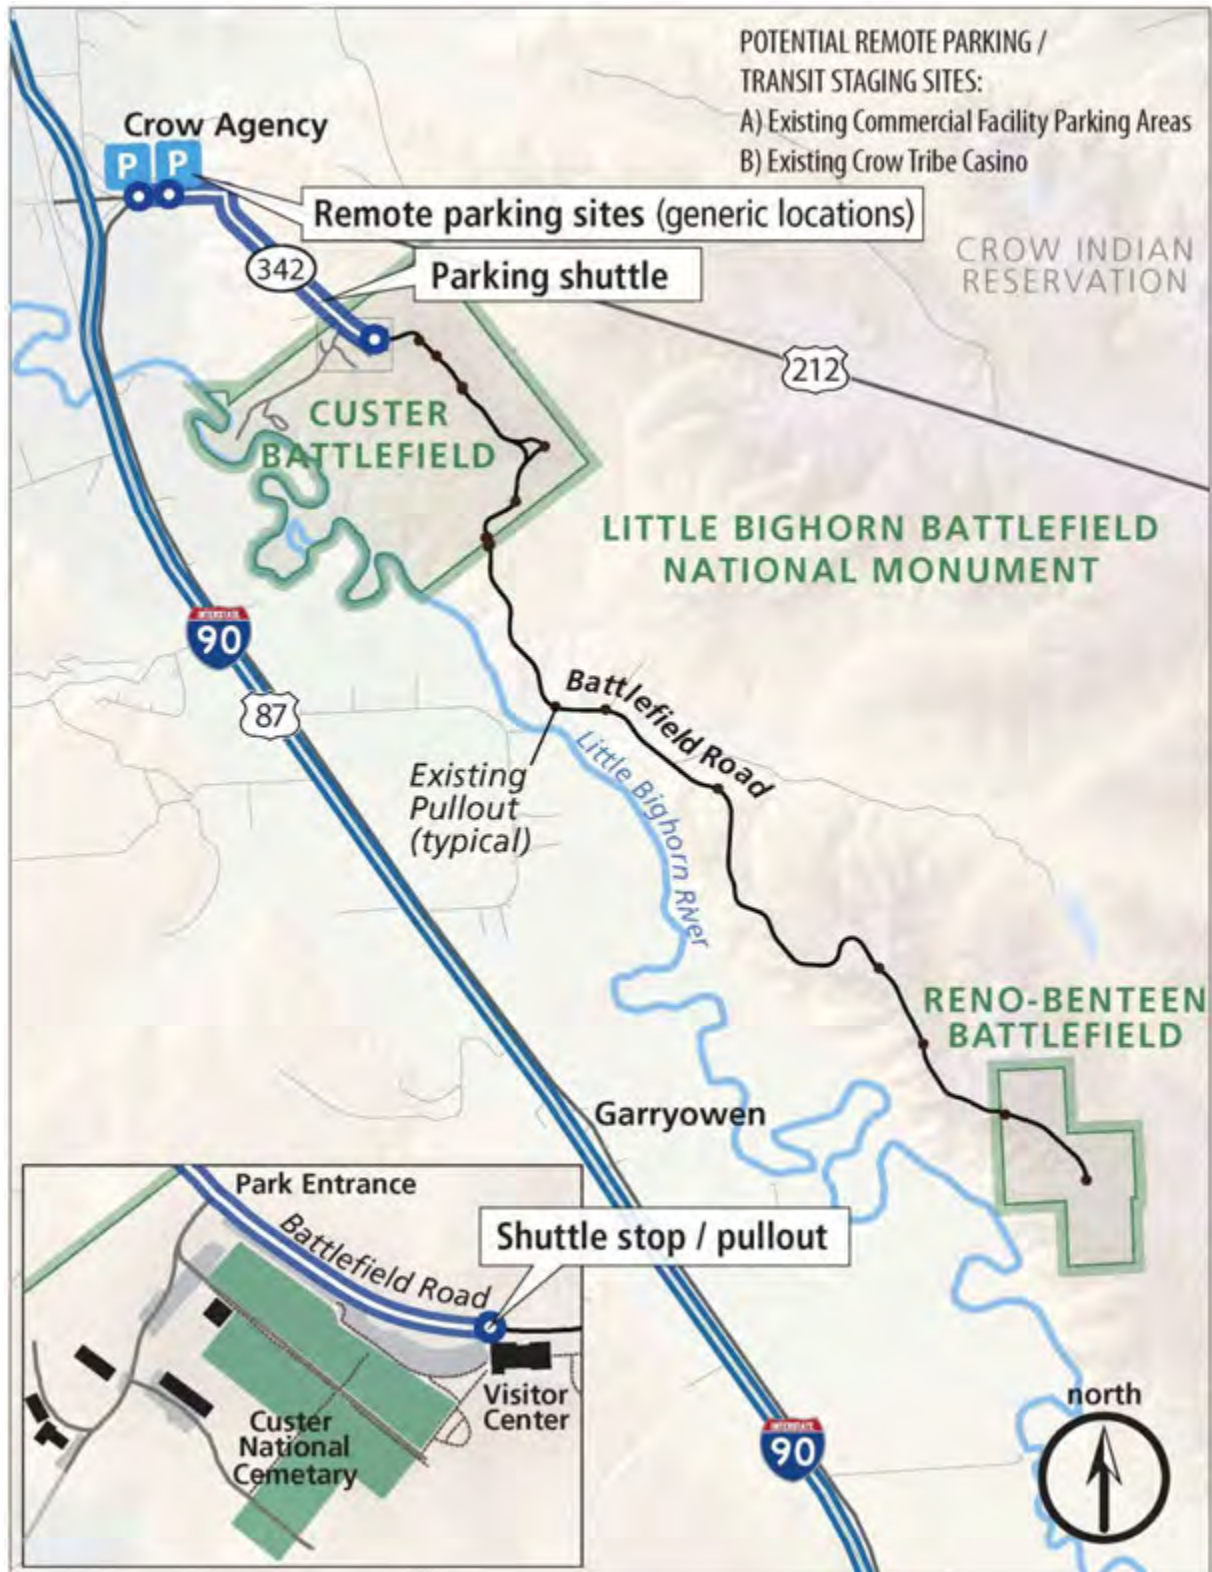 POTENTIAL REMOTE PARKING /
TRANSIT STAGING SITES:
A) Existing Commercial Facility Parking Areas
B) Existing Crow Tribe Casino
Crow Agency
P P
Remote parking sites (generic locations)
342
Parking shuttle
CROW INDIAN
RESERVATION
212
CUSTER
BATTLEFIELD
LITTLE BIGHORN BATTLEFIELD
NATIONAL MONUMENT
90
87
Battlefield Road
Existing
Pullout
(typical)
Little Bighorn River
RENO-BENTEEN
BATTLEFIELD
Garryowen
Park Entrance
Battlefield Road
Shuttle stop / pullout
Visitor
Center
Custer
National
Cemetary
90
north